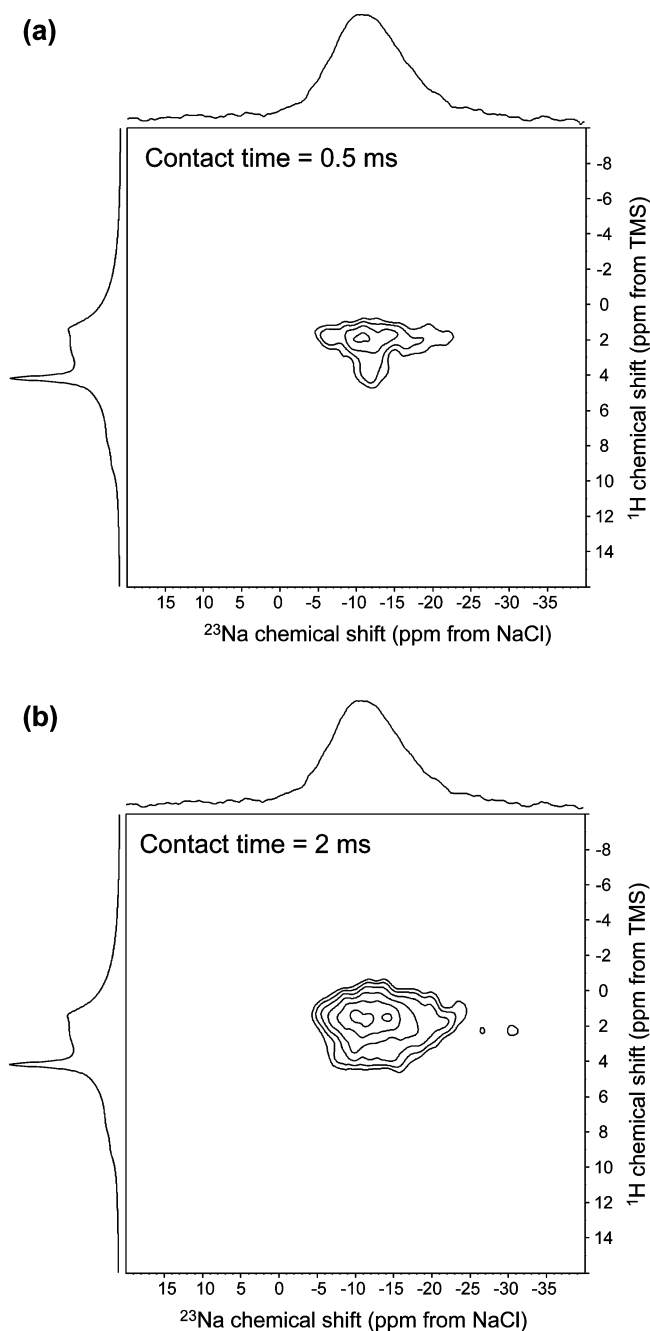 (a)
Contact time = 0.5 ms
-8
-6
-4
-2
0
2
4
6
8
10
12
14
¹H chemical shift (ppm from TMS)
15 10 5 0 -5 -10 -15 -20 -25 -30 -35
²³Na chemical shift (ppm from NaCl)
(b)
Contact time = 2 ms
-8
-6
-4
-2
0
2
4
6
8
10
12
14
¹H chemical shift (ppm from TMS)
15 10 5 0 -5 -10 -15 -20 -25 -30 -35
²³Na chemical shift (ppm from NaCl)